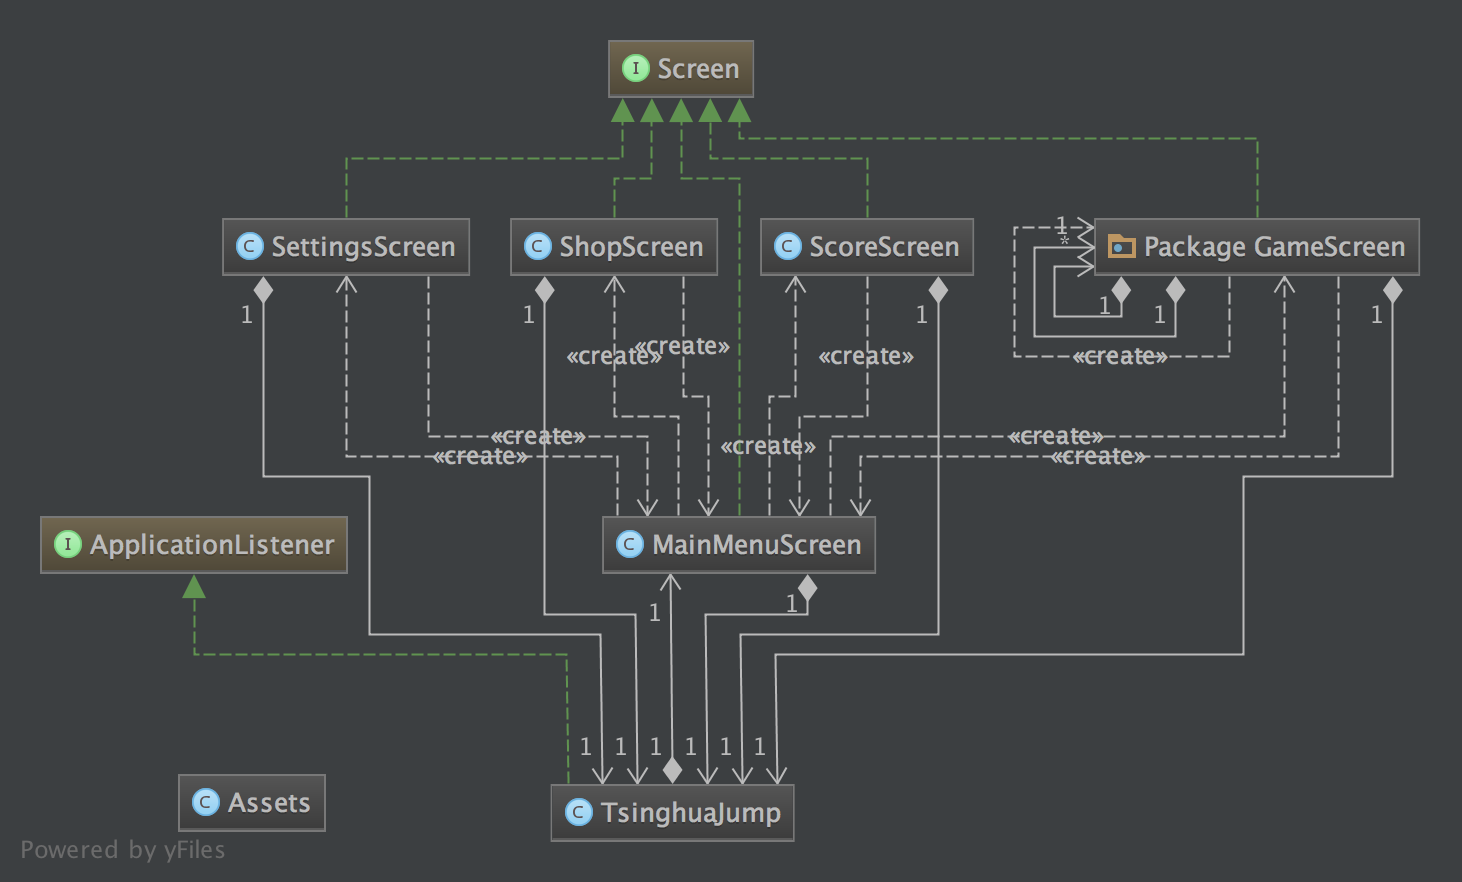 I Screen
C SettingsScreen
C ShopScreen
C ScoreScreen
Package GameScreen
1
*
1
1
1
1
1
1
1
«create»
«create»
«create»
«create»
«create»
«create»
«create»
«create»
«create»
I ApplicationListener
C MainMenuScreen
1
1
1
1
1
1
1
1
C Assets
C TsinghuaJump
Powered by yFiles